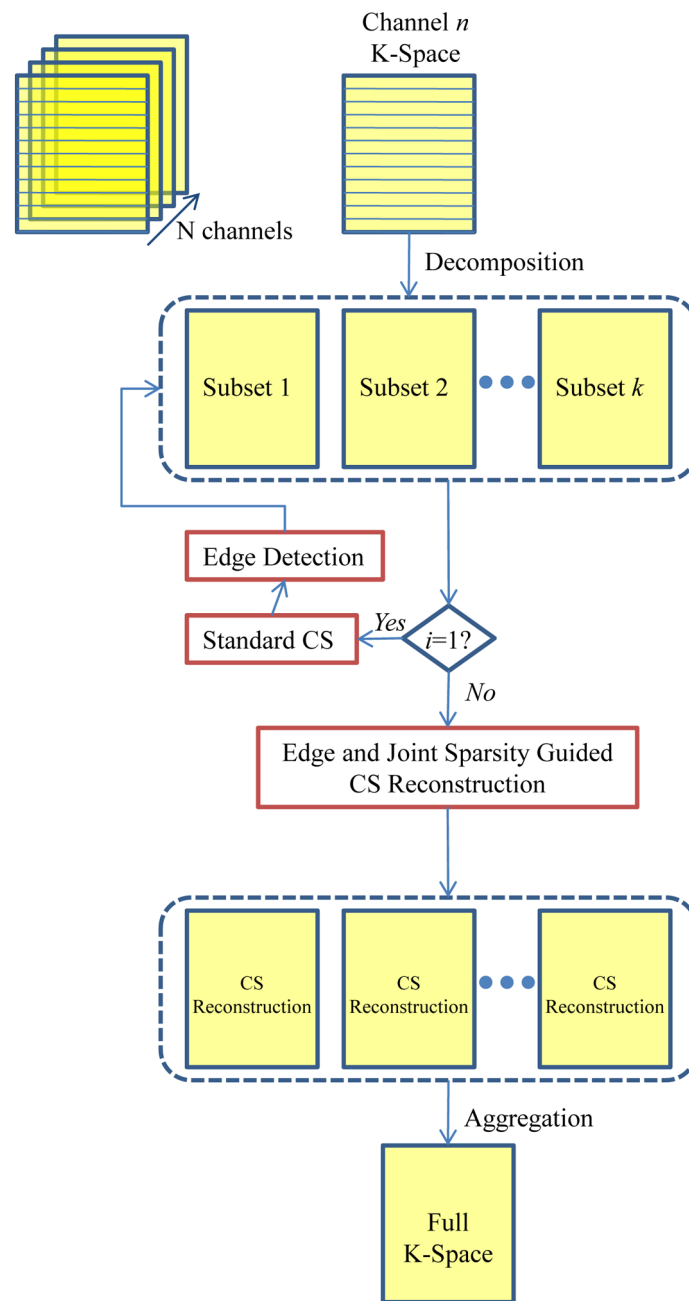 Channel n
K-Space
N channels
Decomposition
Subset 1
Subset 2
Subset k
Edge Detection
Standard CS
Yes
i=1?
No
Edge and Joint Sparsity Guided
CS Reconstruction
CS
Reconstruction
CS
Reconstruction
CS
Reconstruction
Aggregation
Full
K-Space